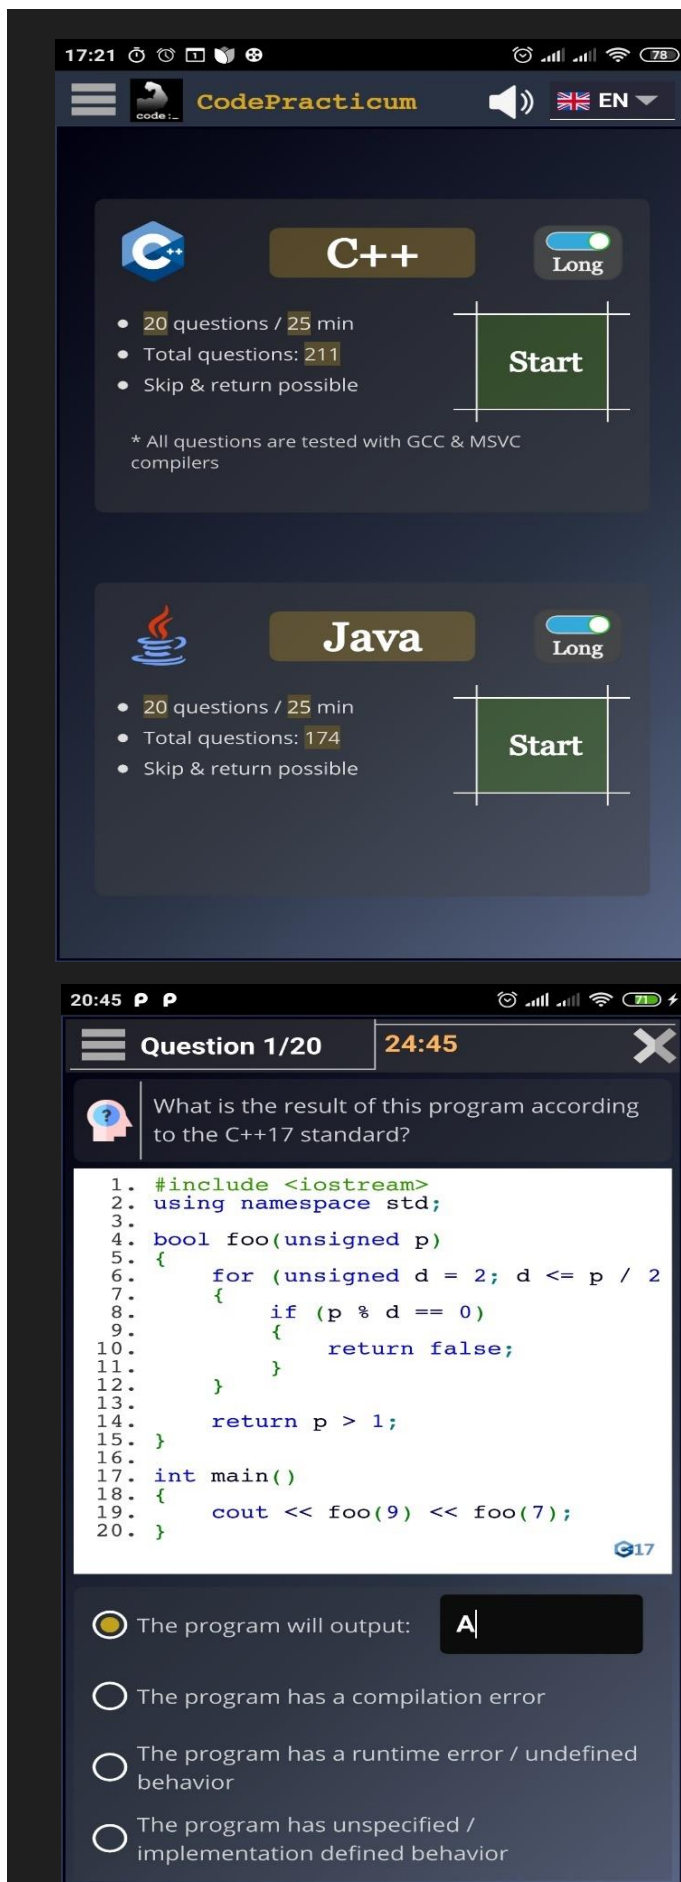 17:21
78
code:_
CodePracticum
EN
C++
C++
Long
20 questions / 25 min
Total questions: 211
Skip & return possible
Start
* All questions are tested with GCC & MSVC
compilers
Java
Long
20 questions / 25 min
Total questions: 174
Skip & return possible
Start
20:45
71
Question 1/20
24:45
What is the result of this program according
to the C++17 standard?
1. #include <iostream>
2. using namespace std;
3.
4. bool foo(unsigned p)
5. {
6.     for (unsigned d = 2; d <= p / 2
7.     {
8.         if (p % d == 0)
9.         {
10.             return false;
11.         }
12.     }
13.
14.     return p > 1;
15. }
16.
17. int main()
18. {
19.     cout << foo(9) << foo(7);
20. }
C17
The program will output: A
The program has a compilation error
The program has a runtime error / undefined
behavior
The program has unspecified /
implementation defined behavior